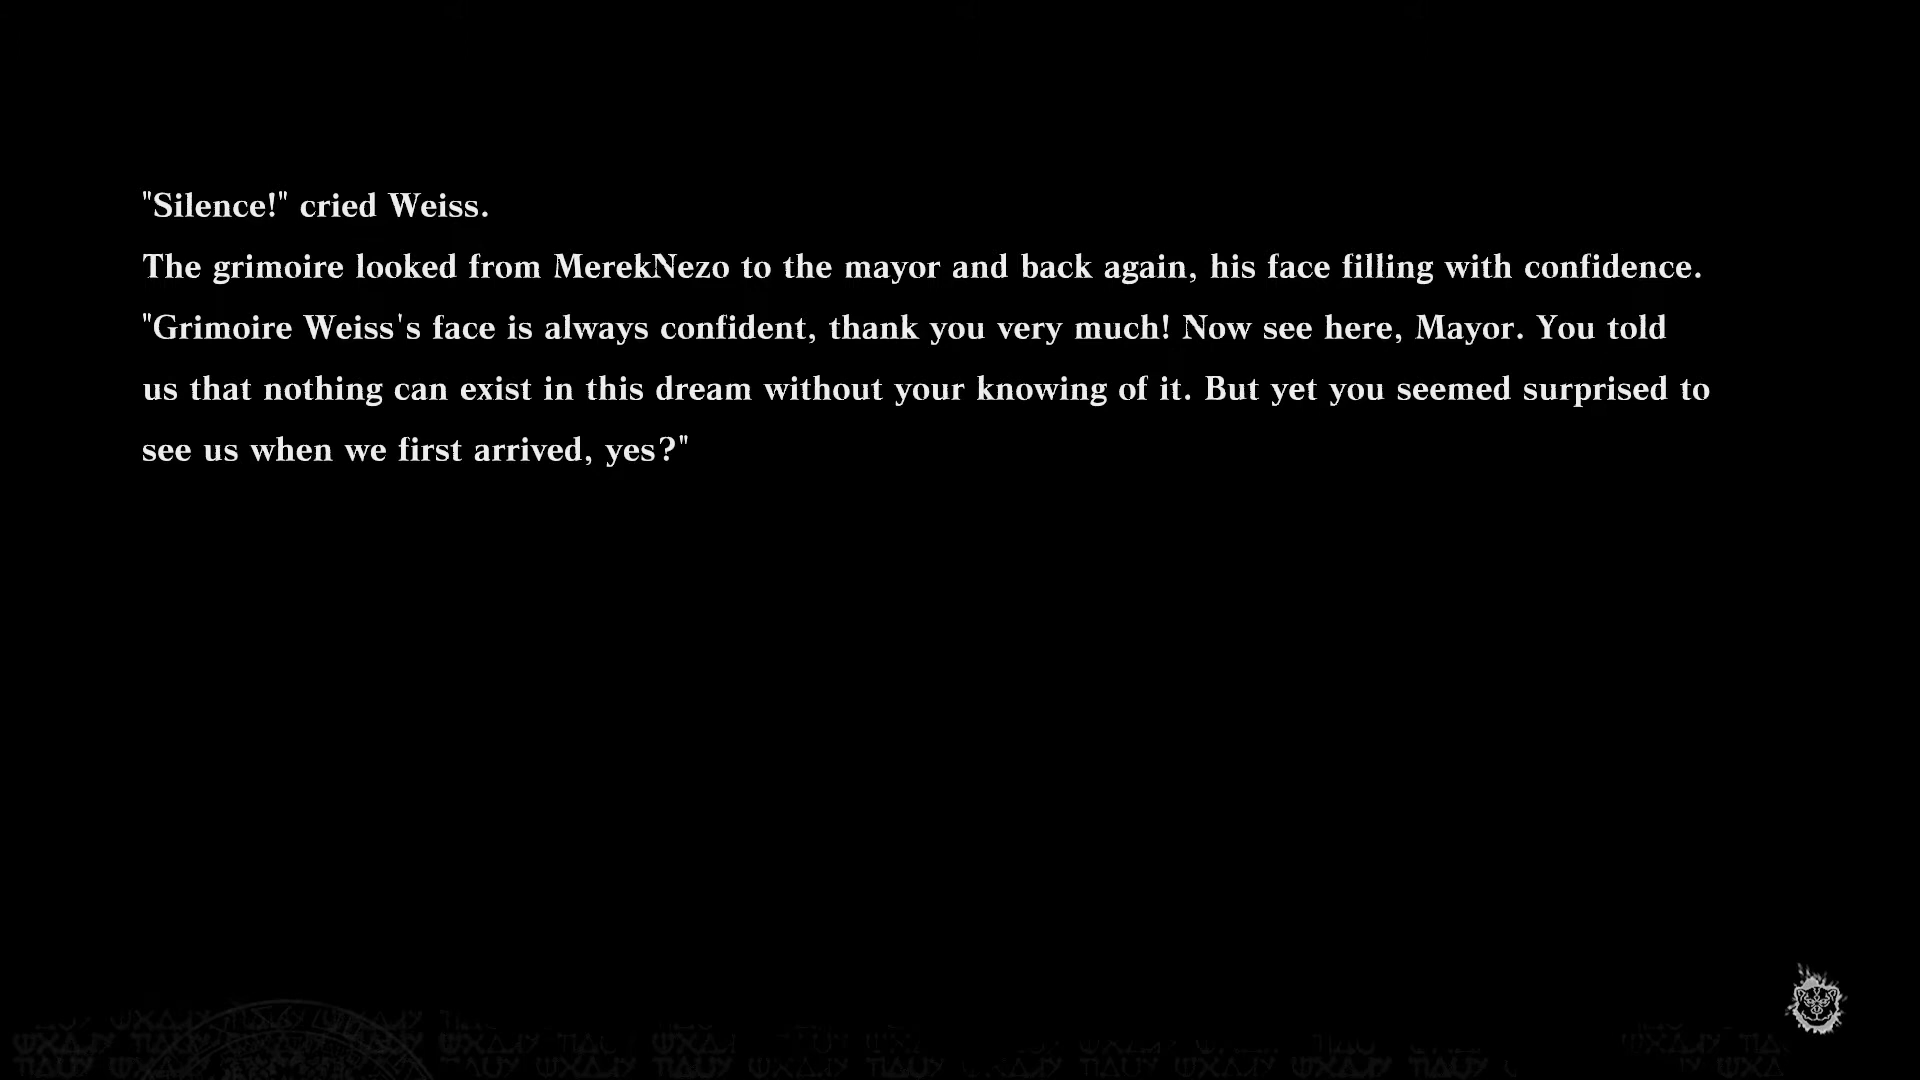 "Silence!" cried Weiss.
The grimoire looked from MerekNezo to the mayor and back again, his face filling with confidence.
"Grimoire Weiss's face is always confident, thank you very much! Now see here, Mayor. You told
us that nothing can exist in this dream without your knowing of it. But yet you seemed surprised to
see us when we first arrived, yes?"